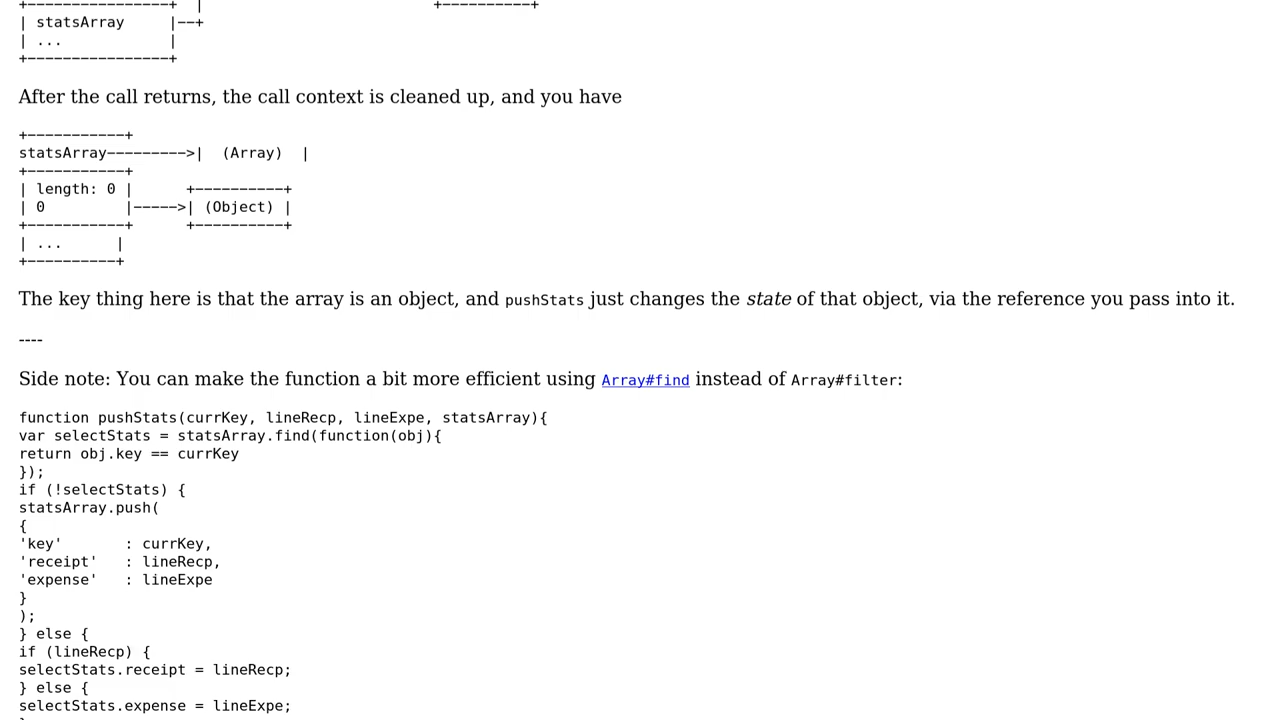 +----------------+  |                          +----------+
| statsArray     |--+
| ...            |
+----------------+
After the call returns, the call context is cleaned up, and you have
+-----------+
statsArray--------->|  (Array)  |
+-----------+
| length: 0 |      +----------+
| 0         |----->| (Object) |
+-----------+      +----------+
| ...      |
+----------+
The key thing here is that the array is an object, and pushStats just changes the state of that object, via the reference you pass into it.
----
Side note: You can make the function a bit more efficient using Array#find instead of Array#filter:
function pushStats(currKey, lineRecp, lineExpe, statsArray){
var selectStats = statsArray.find(function(obj){
return obj.key == currKey
});
if (!selectStats) {
statsArray.push(
{
'key'       : currKey,
'receipt'   : lineRecp,
'expense'   : lineExpe
}
);
} else {
if (lineRecp) {
selectStats.receipt = lineRecp;
} else {
selectStats.expense = lineExpe;
}